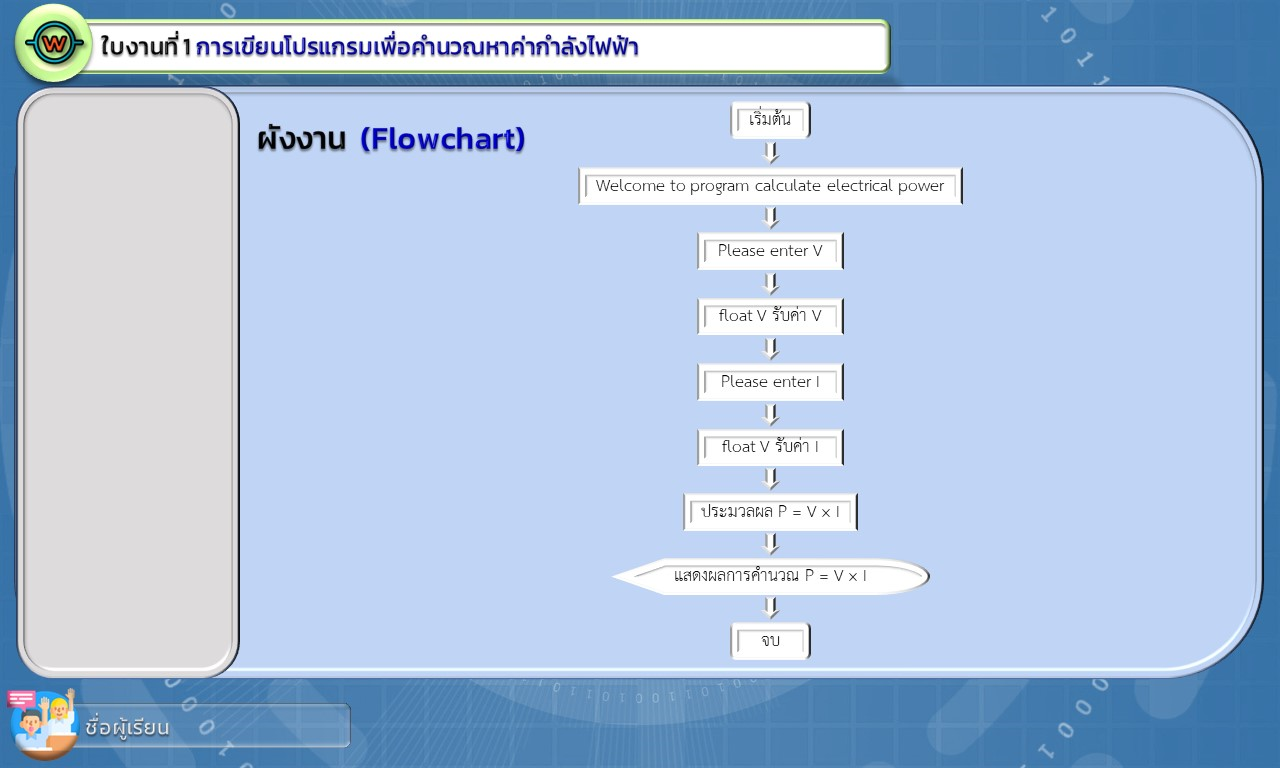 W
ใบงานที่ 1 การเขียนโปรแกรมเพื่อคำนวณหาค่ากำลังไฟฟ้า
ผังงาน (Flowchart)
เริ่มต้น
Welcome to program calculate electrical power
Please enter V
float V รับค่า V
Please enter I
float V รับค่า I
ประมวลผล P = V x I
แสดงผลการคำนวณ P = V x I
จบ
ชื่อผู้เรียน